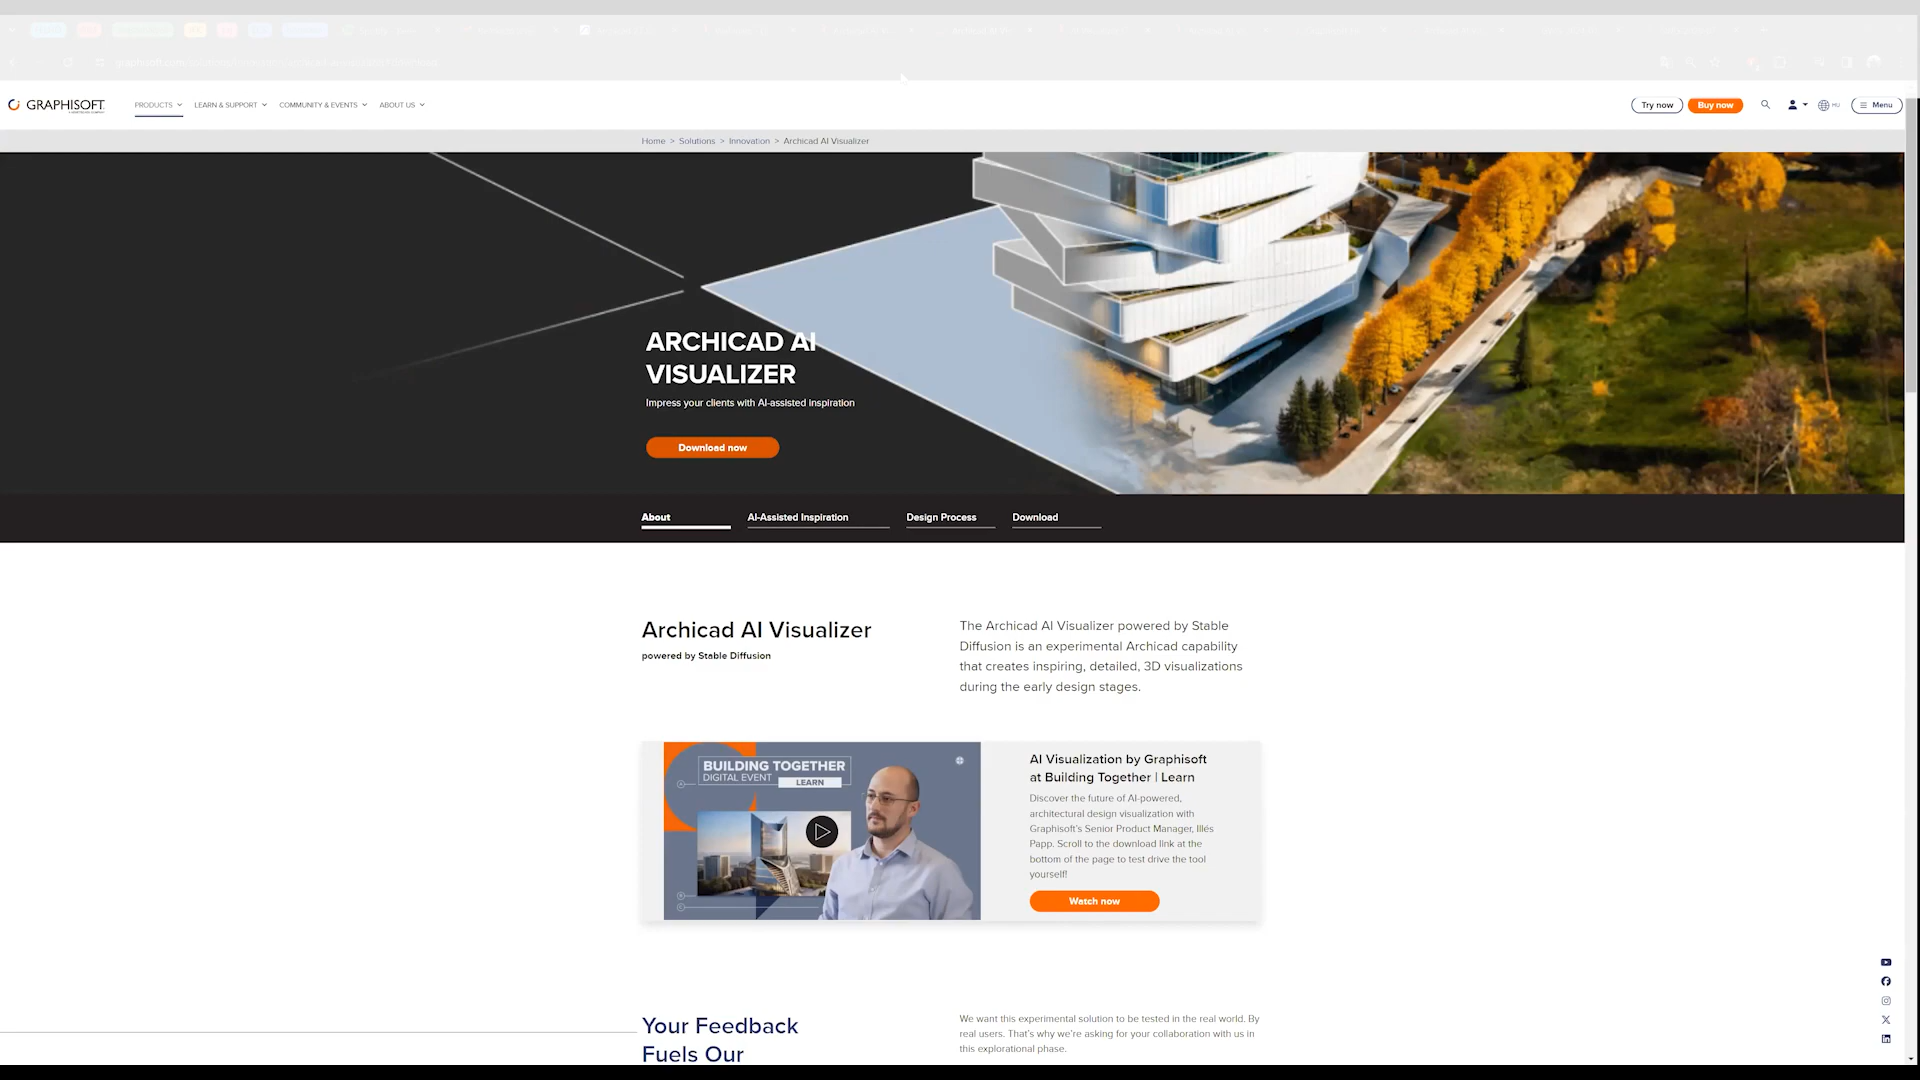 GRAPHISOFT
PRODUCTS
LEARN & SUPPORT
COMMUNITY & EVENTS
ABOUT US
Try now
Buy now
HU
Menu
Home > Solutions > Innovation > Archicad AI Visualizer
ARCHICAD AI
VISUALIZER
Impress your clients with AI-assisted inspiration
Download now
About
AI-Assisted Inspiration
Design Process
Download
Archicad AI Visualizer
powered by Stable Diffusion
The Archicad AI Visualizer powered by Stable
Diffusion is an experimental Archicad capability
that creates inspiring, detailed, 3D visualizations
during the early design stages.
BUILDING TOGETHER
DIGITAL EVENT
LEARN
AI Visualization by Graphisoft
at Building Together | Learn
Discover the future of AI-powered,
architectural design visualization with
Graphisoft's Senior Product Manager, Illés
Papp. Scroll to the download link at the
bottom of the page to test drive the tool
yourself!
Watch now
Your Feedback
Fuels Our
We want this experimental solution to be tested in the real world. By
real users. That's why we're asking for your collaboration with us in
this explorational phase.